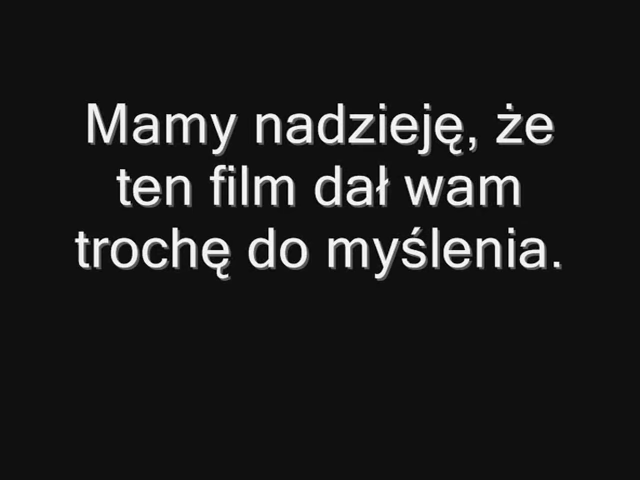 Mamy nadzieję, że
ten film dał wam
trochę do myślenia.